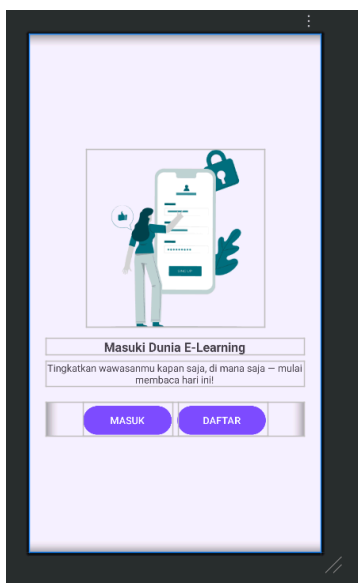 Masuki Dunia E-Learning
Tingkatkan wawasanmu kapan saja, di mana saja — mulai
membaca hari ini!
MASUK
DAFTAR